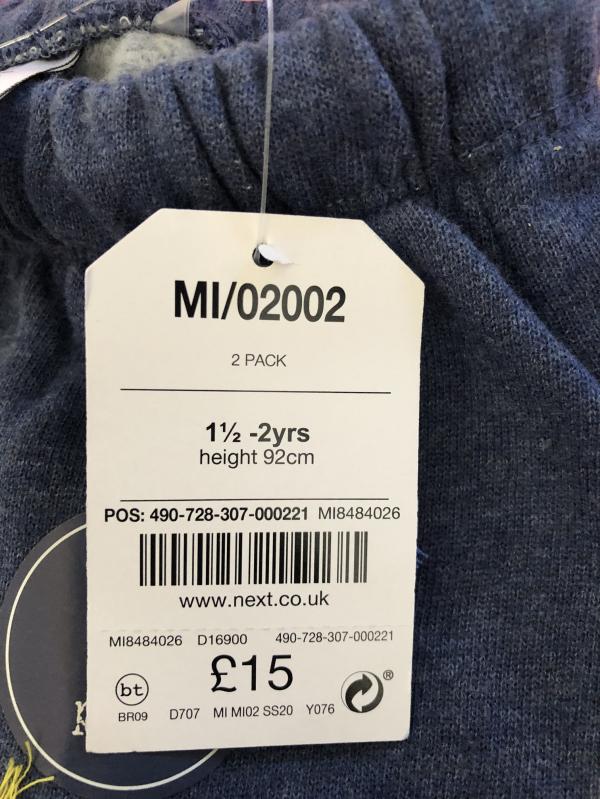 MI/02002
2 PACK
1½ -2yrs
height 92cm
POS: 490-728-307-000221 MI8484026
www.next.co.uk
MI8484026 D16900 490-728-307-000221
bt £15 ®
BR09 D707 MI MI02 SS20 Y076